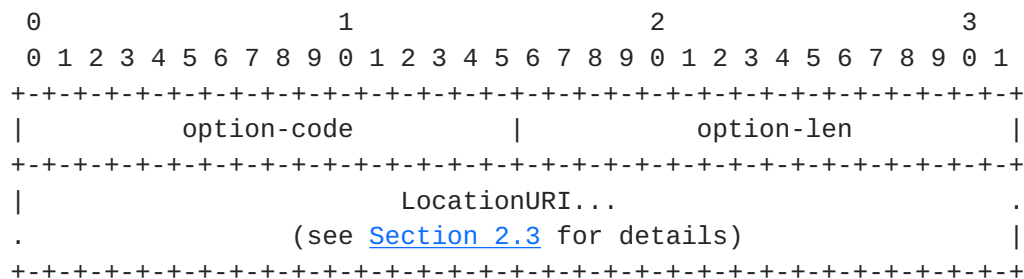 0                   1                   2                   3
 0 1 2 3 4 5 6 7 8 9 0 1 2 3 4 5 6 7 8 9 0 1 2 3 4 5 6 7 8 9 0 1
+-+-+-+-+-+-+-+-+-+-+-+-+-+-+-+-+-+-+-+-+-+-+-+-+-+-+-+-+-+-+-+-+
|          option-code          |           option-len          |
+-+-+-+-+-+-+-+-+-+-+-+-+-+-+-+-+-+-+-+-+-+-+-+-+-+-+-+-+-+-+-+-+
|                        LocationURI...                         .
.                 (see Section 2.3 for details)                 |
+-+-+-+-+-+-+-+-+-+-+-+-+-+-+-+-+-+-+-+-+-+-+-+-+-+-+-+-+-+-+-+-+